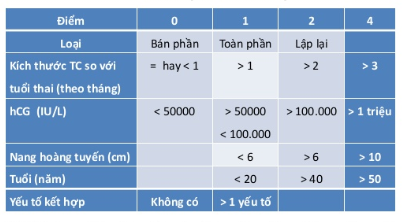 Điểm 0 1 2 4
Loại Bán phần Toàn phần Lập lại
Kích thước TC so với = hay < 1 > 1 > 2 > 3
tuổi thai (theo tháng)
hCG (IU/L) < 50000 > 50000 > 100.000 > 1 triệu
< 100.000
Nang hoàng tuyến (cm) < 6 > 6 > 10
Tuổi (năm) < 20 > 40 > 50
Yếu tố kết hợp Không có > 1 yếu tố